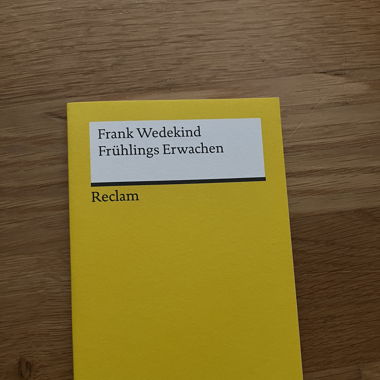 Frank Wedekind
Frühlings Erwachen
Reclam